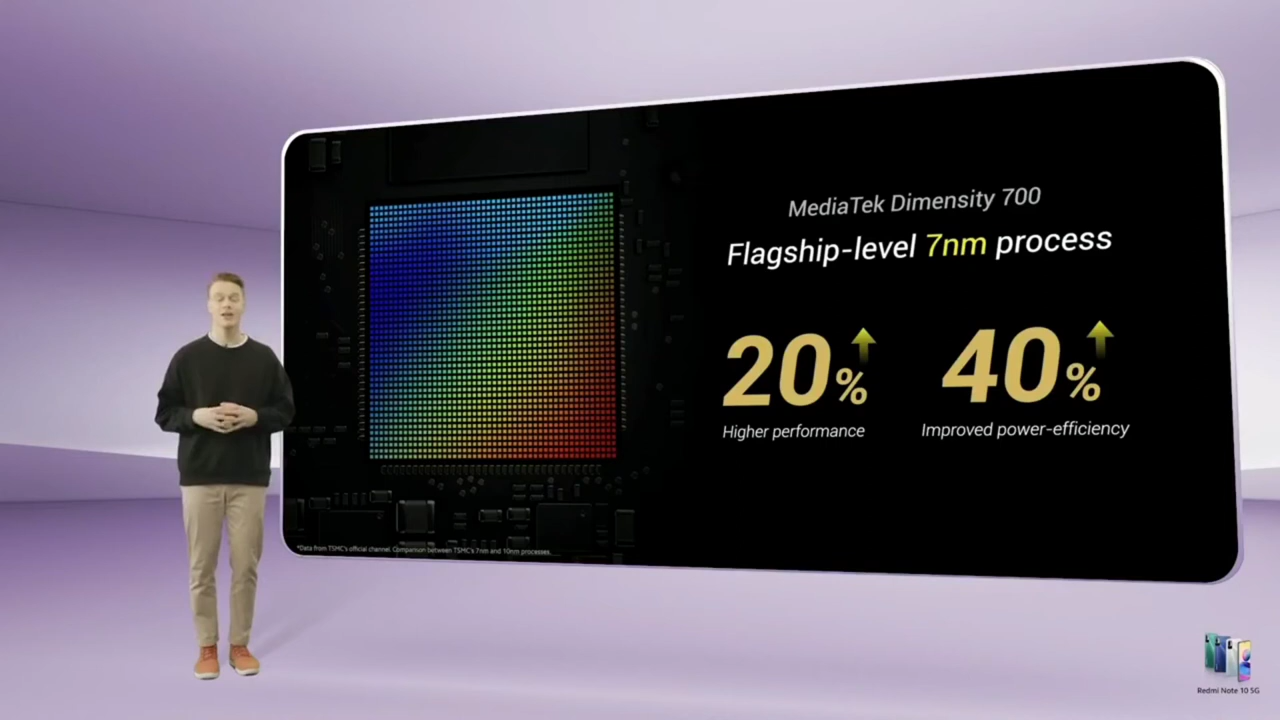 MediaTek Dimensity 700
Flagship-level 7nm process
20%
40%
Higher performance
Improved power-efficiency
*Data from TSMC's official channel. Comparison between TSMC's 7nm and 10nm processes.
Redmi Note 10 5G